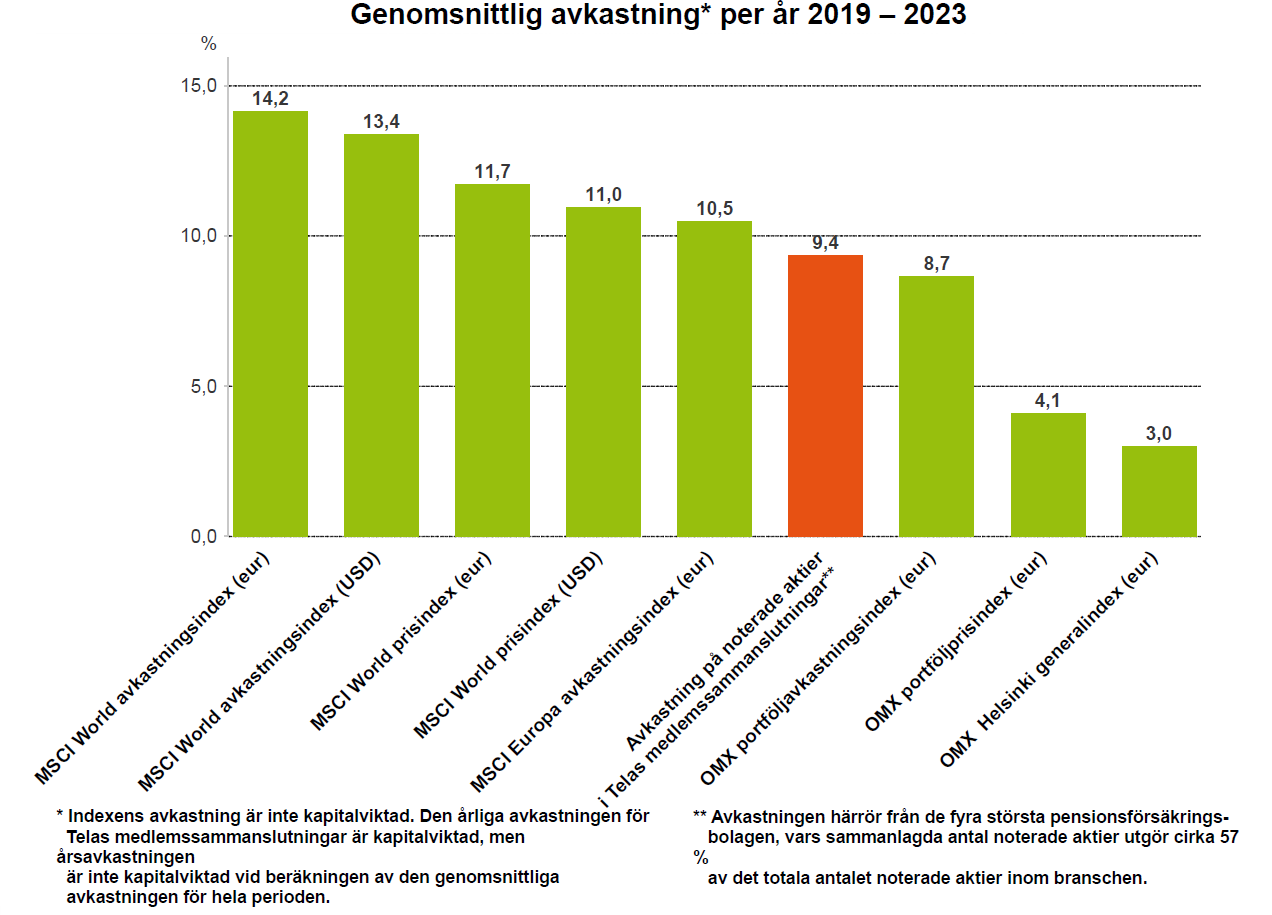 Genomsnittlig avkastning* per år 2019 – 2023
%
15,0
10,0
5,0
0,0
14,2
13,4
11,7
11,0
10,5
9,4
8,7
4,1
3,0
MSCI World avkastningsindex (eur)
MSCI World avkastningsindex (USD)
MSCI World prisindex (eur)
MSCI World prisindex (USD)
MSCI Europa avkastningsindex (eur)
Avkastning på noterade aktier
i Telas medlemssammanslutningar**
OMX portföljavkastningsindex (eur)
OMX portföljprisindex (eur)
OMX Helsinki generalindex (eur)
* Indexens avkastning är inte kapitalviktad. Den årliga avkastningen för
Telas medlemssammanslutningar är kapitalviktad, men
årsavkastningen
är inte kapitalviktad vid beräkningen av den genomsnittliga
avkastningen för hela perioden.
** Avkastningen härrör från de fyra största pensionsförsäkrings-
bolagen, vars sammanlagda antal noterade aktier utgör cirka 57
%
av det totala antalet noterade aktier inom branschen.